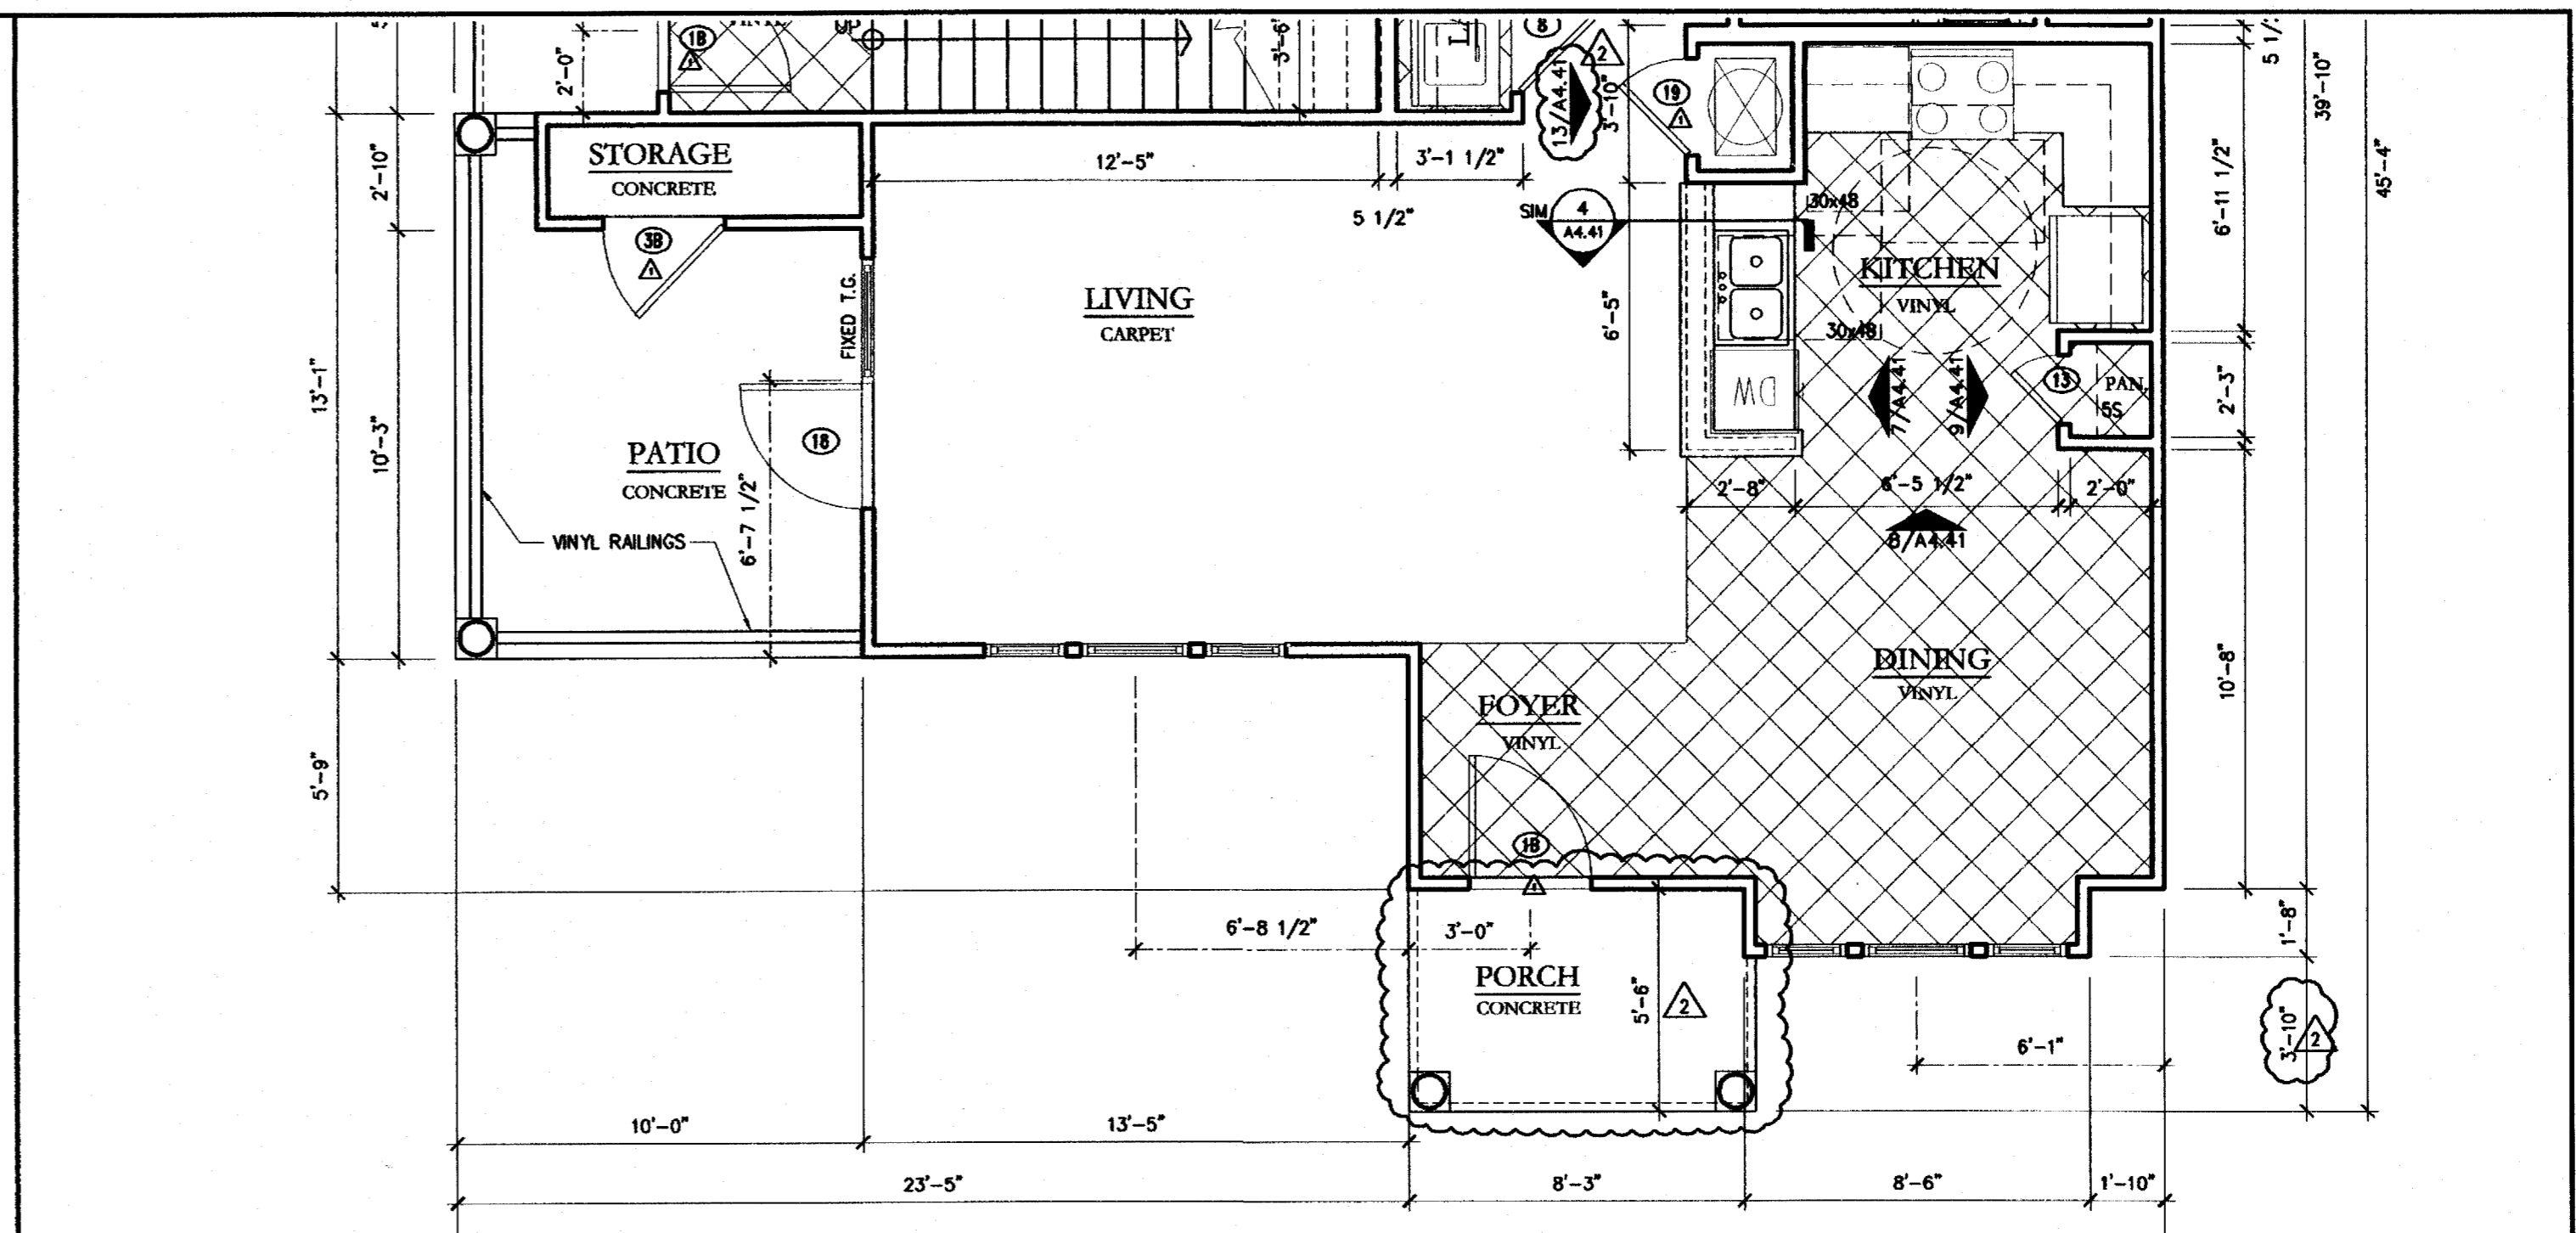 1B
1
UP
2'-0"
3'-6"
8
2
13/A4.41
3'-10"
19
1
39'-10"
45'-4"
STORAGE
CONCRETE
2'-10"
12'-5"
3'-1 1/2"
5 1/2"
SIM
4
A4.41
30x48
6'-11 1/2"
3B
1
FIXED T.G.
LIVING
CARPET
6'-5"
KITCHEN
VINYL
30x48
13'-1"
10'-3"
DW
7/A4.41
9/A4.41
13
PAN.
5S
2'-3"
18
PATIO
CONCRETE
6'-7 1/2"
VINYL RAILINGS
2'-8"
6'-5 1/2"
2'-0"
8/A4.41
5'-9"
FOYER
VINYL
DINING
VINYL
10'-8"
1B
1
6'-8 1/2"
3'-0"
1'-8"
PORCH
CONCRETE
5'-6"
2
3'-10"
2
6'-1"
10'-0"
13'-5"
23'-5"
8'-3"
8'-6"
1'-10"